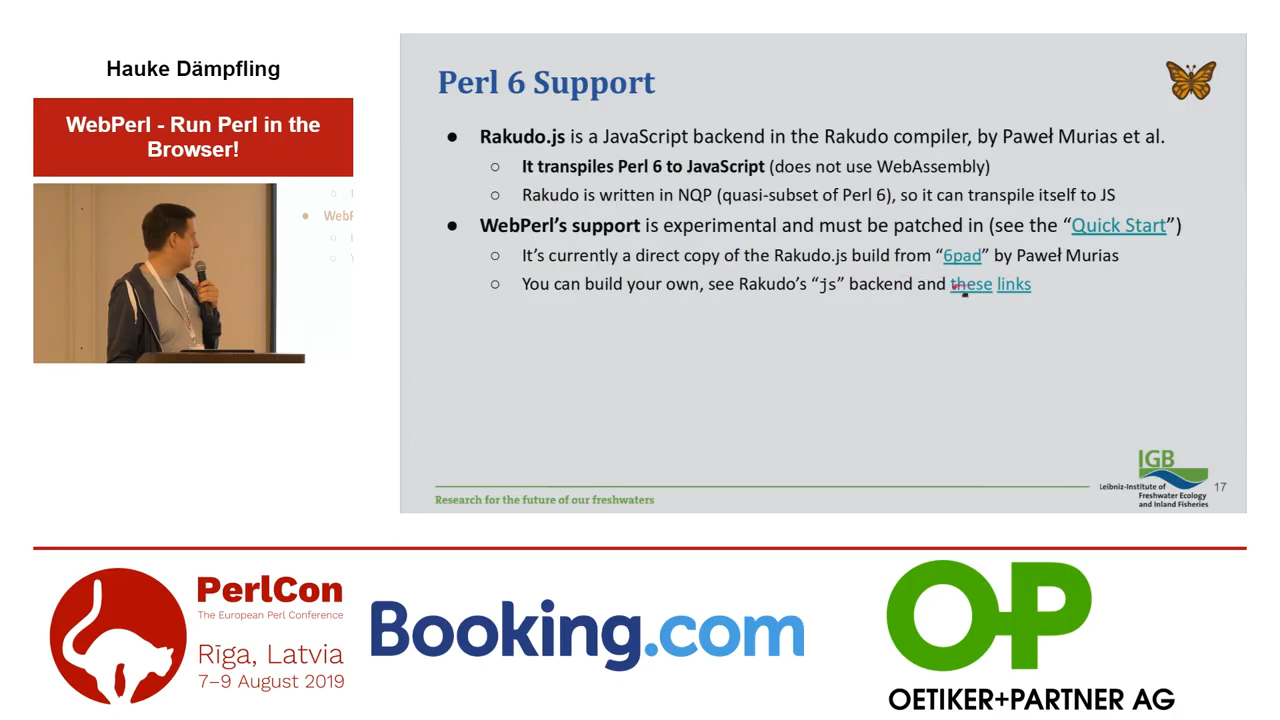 Hauke Dämpfling
WebPerl - Run Perl in the
Browser!
WebP
Perl 6 Support
● Rakudo.js is a JavaScript backend in the Rakudo compiler, by Paweł Murias et al.
○ It transpiles Perl 6 to JavaScript (does not use WebAssembly)
○ Rakudo is written in NQP (quasi-subset of Perl 6), so it can transpile itself to JS
● WebPerl’s support is experimental and must be patched in (see the “Quick Start”)
○ It’s currently a direct copy of the Rakudo.js build from “6pad” by Paweł Murias
○ You can build your own, see Rakudo’s “js” backend and these links
Research for the future of our freshwaters
IGB
Leibniz-Institute of
Freshwater Ecology
and Inland Fisheries
17
PerlCon
The European Perl Conference
Rīga, Latvia
7–9 August 2019
Booking.com
O+P
OETIKER+PARTNER AG